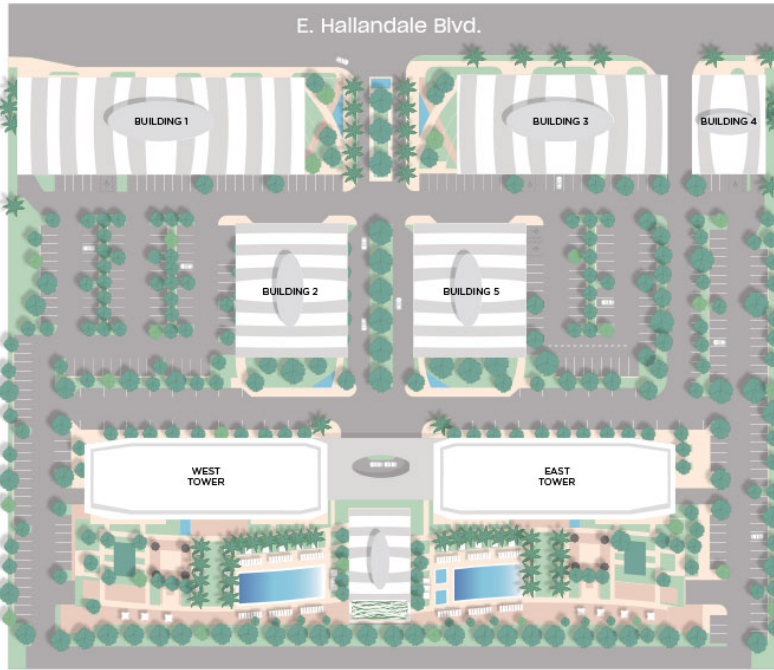 E. Hallandale Blvd.
BUILDING 1
BUILDING 3
BUILDING 4
BUILDING 2
BUILDING 5
WEST
TOWER
EAST
TOWER